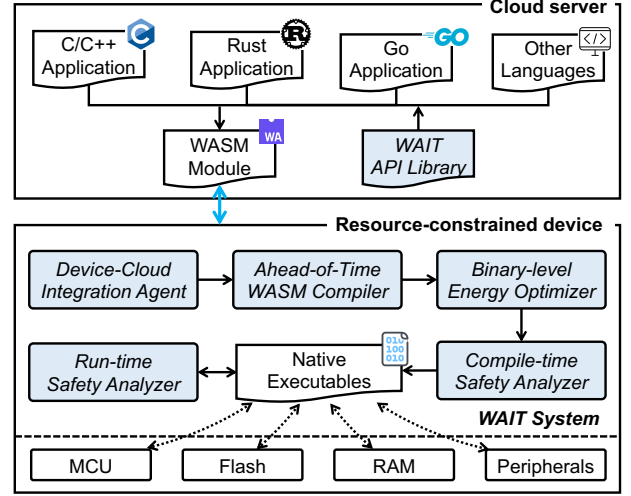 Cloud server
C/C++
Application
Rust
Application
Go
Application
Other
Languages
C
R
GO
</>
WASM
Module
WA
WAIT
API Library
Resource-constrained device
Device-Cloud
Integration Agent
Ahead-of-Time
WASM Compiler
Binary-level
Energy Optimizer
Run-time
Safety Analyzer
Native
Executables
010
100
010
Compile-time
Safety Analyzer
WAIT System
MCU
Flash
RAM
Peripherals